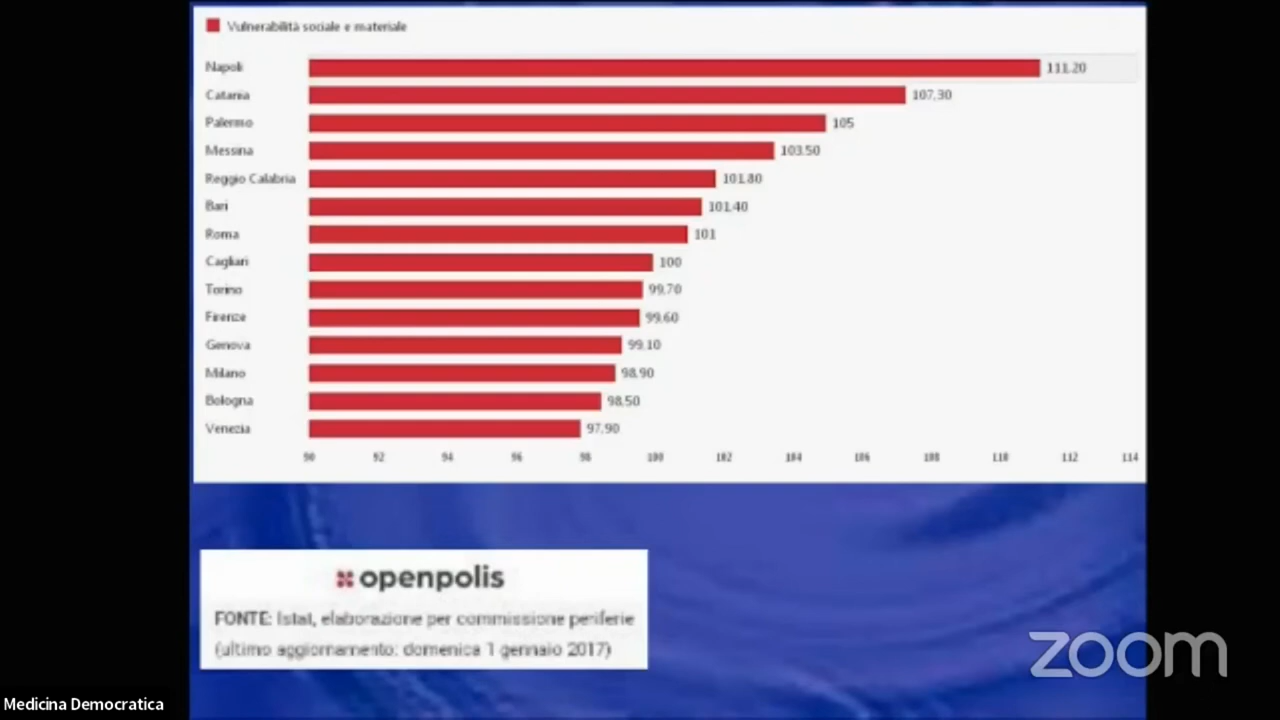 Vulnerabilità sociale e materiale
Napoli 111.20
Catania 107.30
Palermo 105
Messina 103.50
Reggio Calabria 101.80
Bari 101.40
Roma 101
Cagliari 100
Torino 99.70
Firenze 99.60
Genova 99.10
Milano 98.90
Bologna 98.50
Venezia 97.90
90 92 94 96 98 100 102 104 106 108 110 112 114
openpolis
FONTE: Istat, elaborazione per commissione periferie
(ultimo aggiornamento: domenica 1 gennaio 2017)
zoom
Medicina Democratica